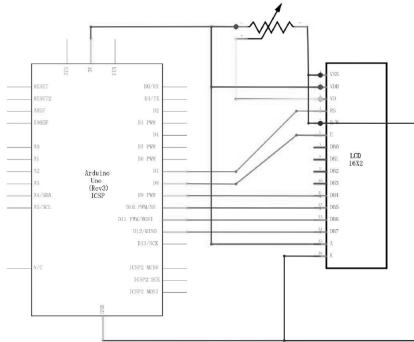 RESET
RESET2
AREF
IOREF
A0
A1
A2
A3
A4/SDA
A5/SCL
N/C
D0/RX
D1/TX
D2
D3 PWM
D4
D5 PWM
D6 PWM
D7
D8
D9 PWM
D10 PWM/SS
D11 PWM/MOSI
D12/MISO
D13/SCK
ICSP2 MISO
ICSP2 SCK
ICSP2 MOSI
Arduino
Uno
(Rev3)
ICSP
GND
VSS
VDD
VO
RS
R/W
E
DB0
DB1
DB2
DB3
DB4
DB5
DB6
DB7
A
K
LCD
16X2